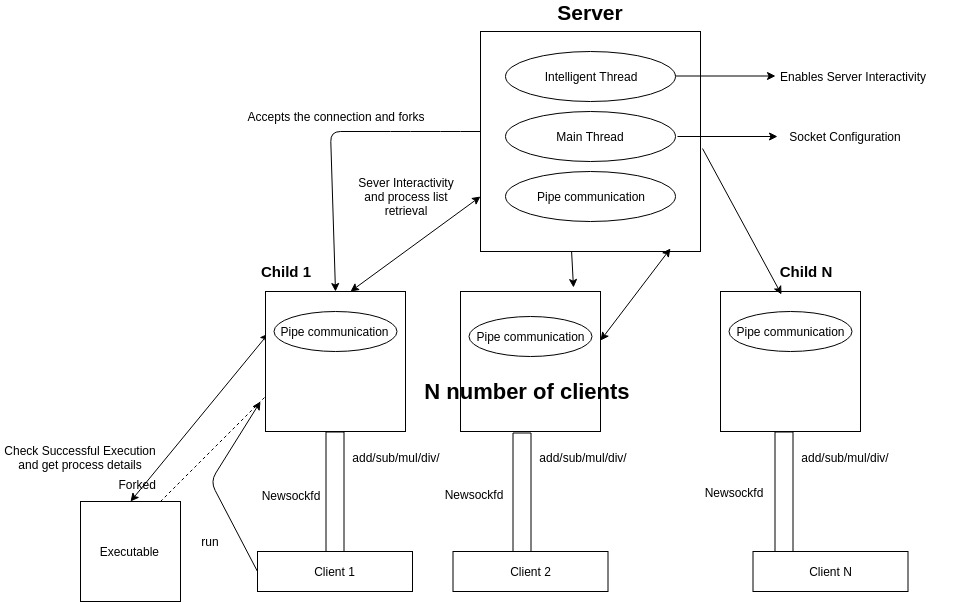 Server
Intelligent Thread
Enables Server Interactivity
Accepts the connection and forks
Main Thread
Socket Configuration
Sever Interactivity
and process list
retrieval
Pipe communication
Child 1
Child N
Pipe communication
Pipe communication
Pipe communication
N number of clients
Check Successful Execution
and get process details
Forked
add/sub/mul/div/
add/sub/mul/div/
add/sub/mul/div/
Newsockfd
Newsockfd
Newsockfd
run
Executable
Client 1
Client 2
Client N